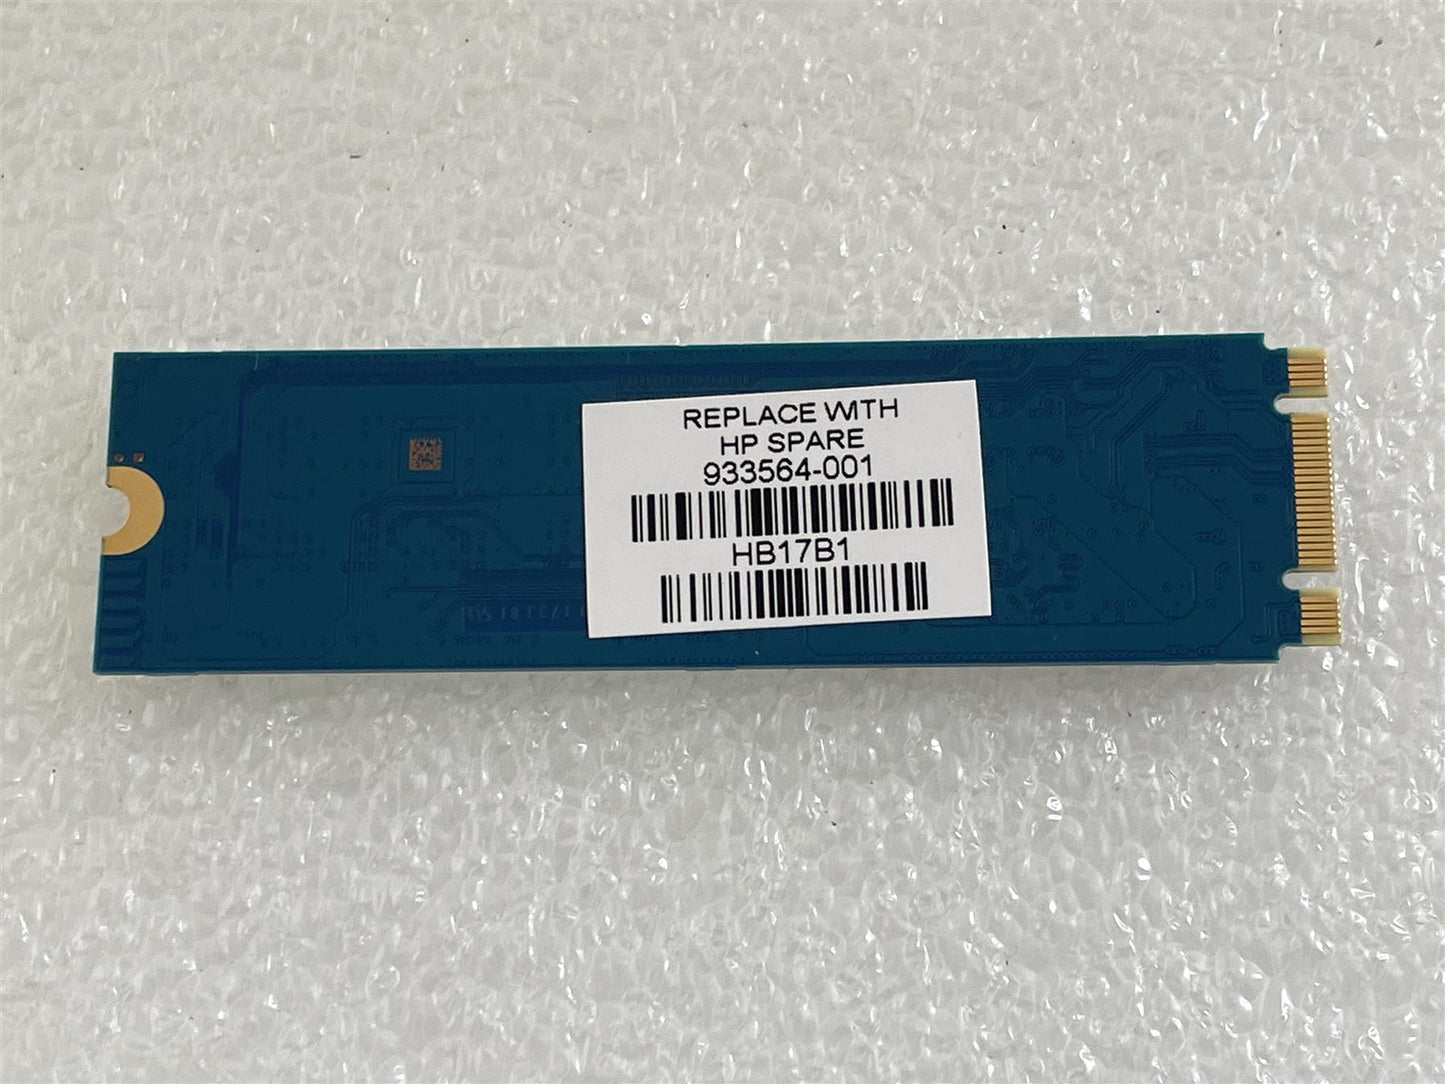 REPLACE WITH
HP SPARE
933564-001
HB17B1